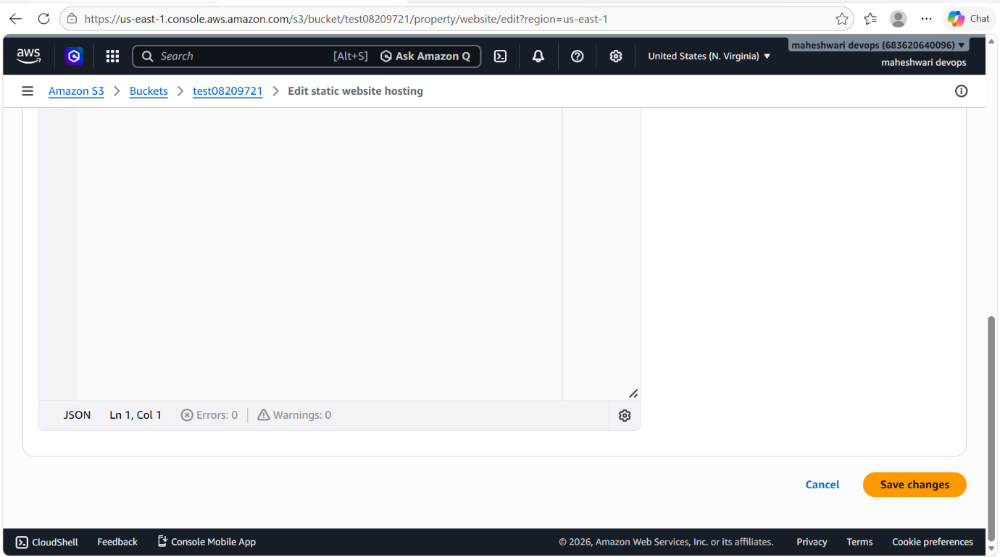 https://us-east-1.console.aws.amazon.com/s3/bucket/test08209721/property/website/edit?region=us-east-1
Chat
aws
Search
[Alt+S]
Ask Amazon Q
United States (N. Virginia) ▼
maheshwari devops (683620640096) ▼
maheshwari devops
Amazon S3 > Buckets > test08209721 > Edit static website hosting
JSON Ln 1, Col 1 Errors: 0 Warnings: 0
Cancel Save changes
CloudShell Feedback Console Mobile App © 2026, Amazon Web Services, Inc. or its affiliates. Privacy Terms Cookie preferences